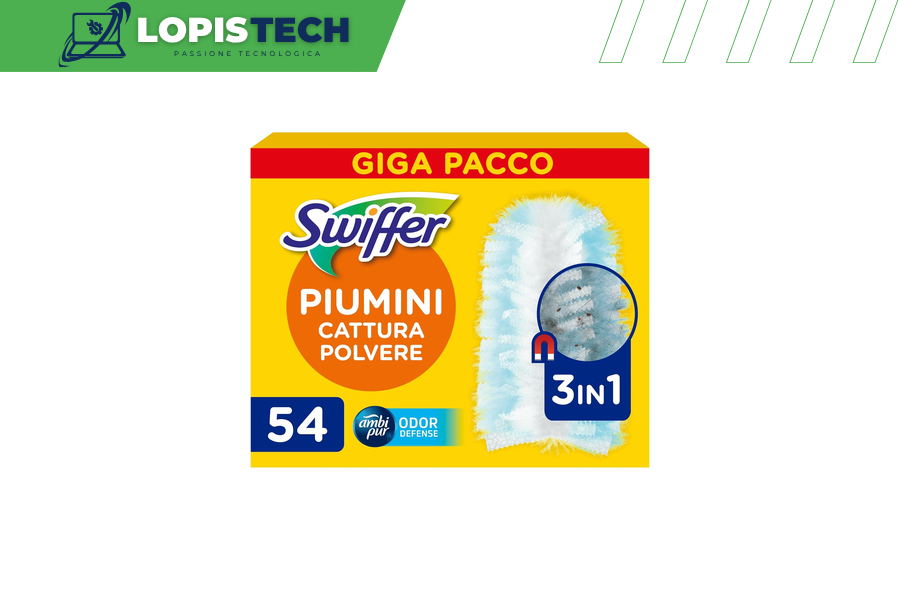 LOPISTECH
PASSIONE TECNOLOGICA
GIGA PACCO
Swiffer
PIUMINI
CATTURA
POLVERE
3IN1
54
ambi
pur
ODOR
DEFENSE